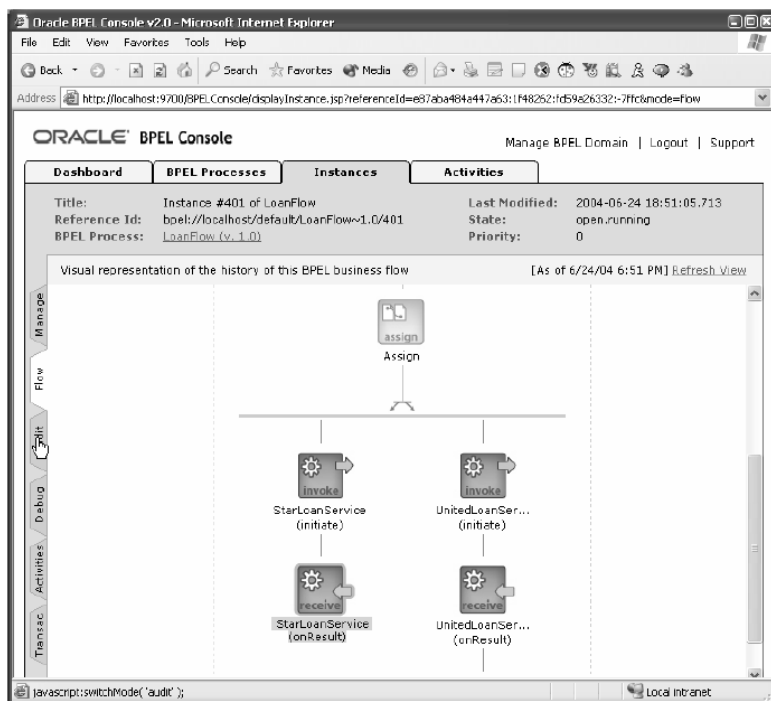 Oracle BPEL Console v2.0 - Microsoft Internet Explorer
File Edit View Favorites Tools Help
Back Search Favorites Media
Address http://localhost:9700/BPELConsole/displayInstance.jsp?referenceId=e87aba484a447a63:1f48262:fd59a26332:-7ffc&mode=flow
ORACLE BPEL Console
Manage BPEL Domain | Logout | Support
Dashboard BPEL Processes Instances Activities
Title: Instance #401 of LoanFlow Last Modified: 2004-06-24 18:51:05.713
Reference Id: bpel://localhost/default/LoanFlow~1.0/401 State: open.running
BPEL Process: LoanFlow (v. 1.0) Priority: 0
Visual representation of the history of this BPEL business flow [As of 6/24/04 6:51 PM] Refresh View
Manage
Flow
Debug
Activities
Transac
assign
Assign
invoke invoke
StarLoanService UnitedLoanSer...
(initiate) (initiate)
receive receive
StarLoanService UnitedLoanSer...
(onResult) (onResult)
javascript:switchMode( 'audit' ); Local intranet